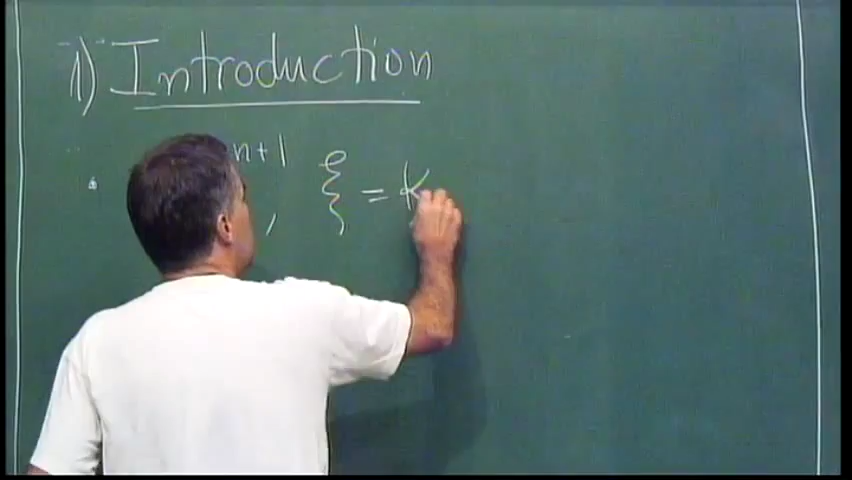 1) Introduction
n+1
, ξ = K